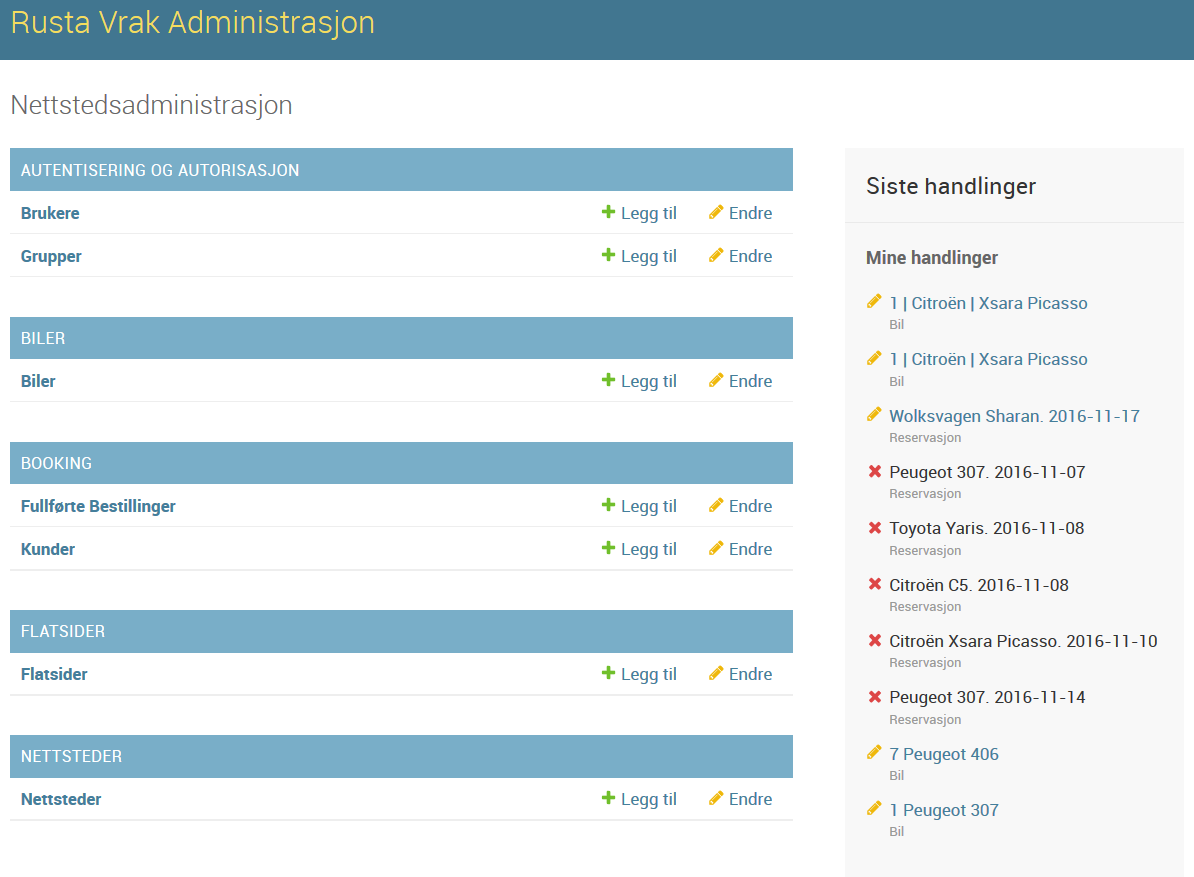 Rusta Vrak Administrasjon
Nettstedsadministrasjon
AUTENTISERING OG AUTORISASJON
Brukere Legg til Endre
Grupper Legg til Endre
BILER
Biler Legg til Endre
BOOKING
Fullførte Bestillinger Legg til Endre
Kunder Legg til Endre
FLATSIDER
Flatsider Legg til Endre
NETTSTEDER
Nettsteder Legg til Endre
Siste handlinger
Mine handlinger
1 | Citroën | Xsara Picasso
Bil
1 | Citroën | Xsara Picasso
Bil
Wolksvagen Sharan. 2016-11-17
Reservasjon
Peugeot 307. 2016-11-07
Reservasjon
Toyota Yaris. 2016-11-08
Reservasjon
Citroën C5. 2016-11-08
Reservasjon
Citroën Xsara Picasso. 2016-11-10
Reservasjon
Peugeot 307. 2016-11-14
Reservasjon
7 Peugeot 406
Bil
1 Peugeot 307
Bil